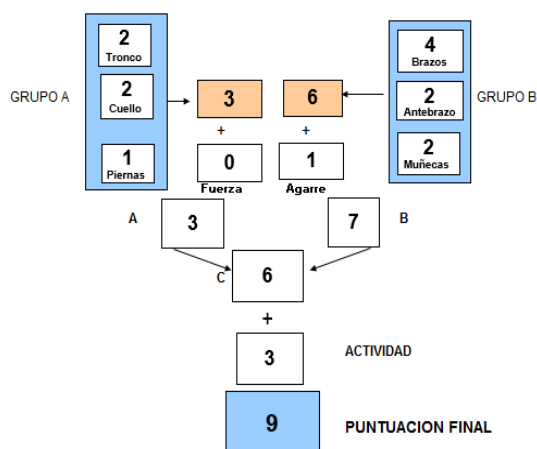 2
Tronco
2
Cuello
1
Piernas
GRUPO A
3
+
0
Fuerza
6
+
1
Agarre
4
Brazos
2
Antebrazo
2
Muñecas
GRUPO B
A
3
7
B
C
6
+
3
ACTIVIDAD
9
PUNTUACION FINAL